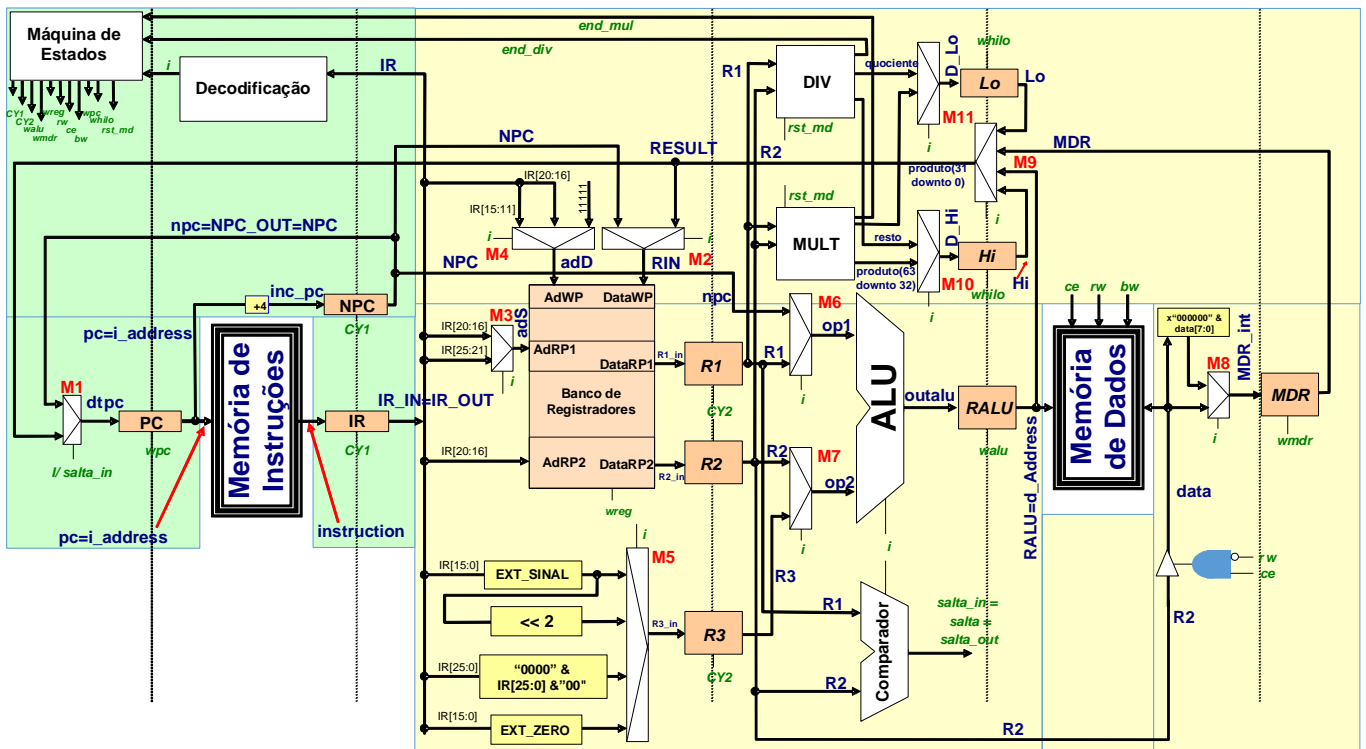 Máquina de
Estados
CY1
CY2
walu
wmdr
wreg
rw
ce
bw
wpc
whilo
rst_md
i
Decodificação
IR
end_mul
end_div
NPC
RESULT
IR[20:16]
IR[15:11]
11111
i
M4
adD
i
M2
RIN
npc=NPC_OUT=NPC
NPC
npc
inc_pc
+4
NPC
CY1
pc=i_address
M1
dtpc
PC
wpc
I/ salta_in
Memória de
Instruções
pc=i_address
instruction
IR
CY1
IR_IN=IR_OUT
IR[20:16]
IR[25:21]
M3
adS
i
IR[20:16]
AdWP
DataWP
AdRP1
DataRP1
Banco de
Registradores
AdRP2
DataRP2
wreg
R1_in
R1
CY2
R2_in
R2
IR[15:0]
EXT_SINAL
<< 2
IR[25:0]
“0000” &
IR[25:0] &"00"
IR[15:0]
EXT_ZERO
i
M5
R3_in
R3
CY2
R1
R2
DIV
rst_md
rst_md
MULT
quociente
resto
produto(31
downto 0)
produto(63
downto 32)
M11
i
D_Lo
whilo
Lo
Lo
M10
i
D_Hi
Hi
whilo
Hi
M9
i
MDR
M6
R1
op1
i
M7
R2
op2
i
R3
ALU
i
outalu
RALU
walu
RALU=d_Address
R1
R2
Comparador
salta_in =
salta =
salta_out
ce
rw
bw
Memória
de Dados
x“000000” &
data[7:0]
M8
i
MDR_int
MDR
wmdr
data
r w
ce
R2
R2